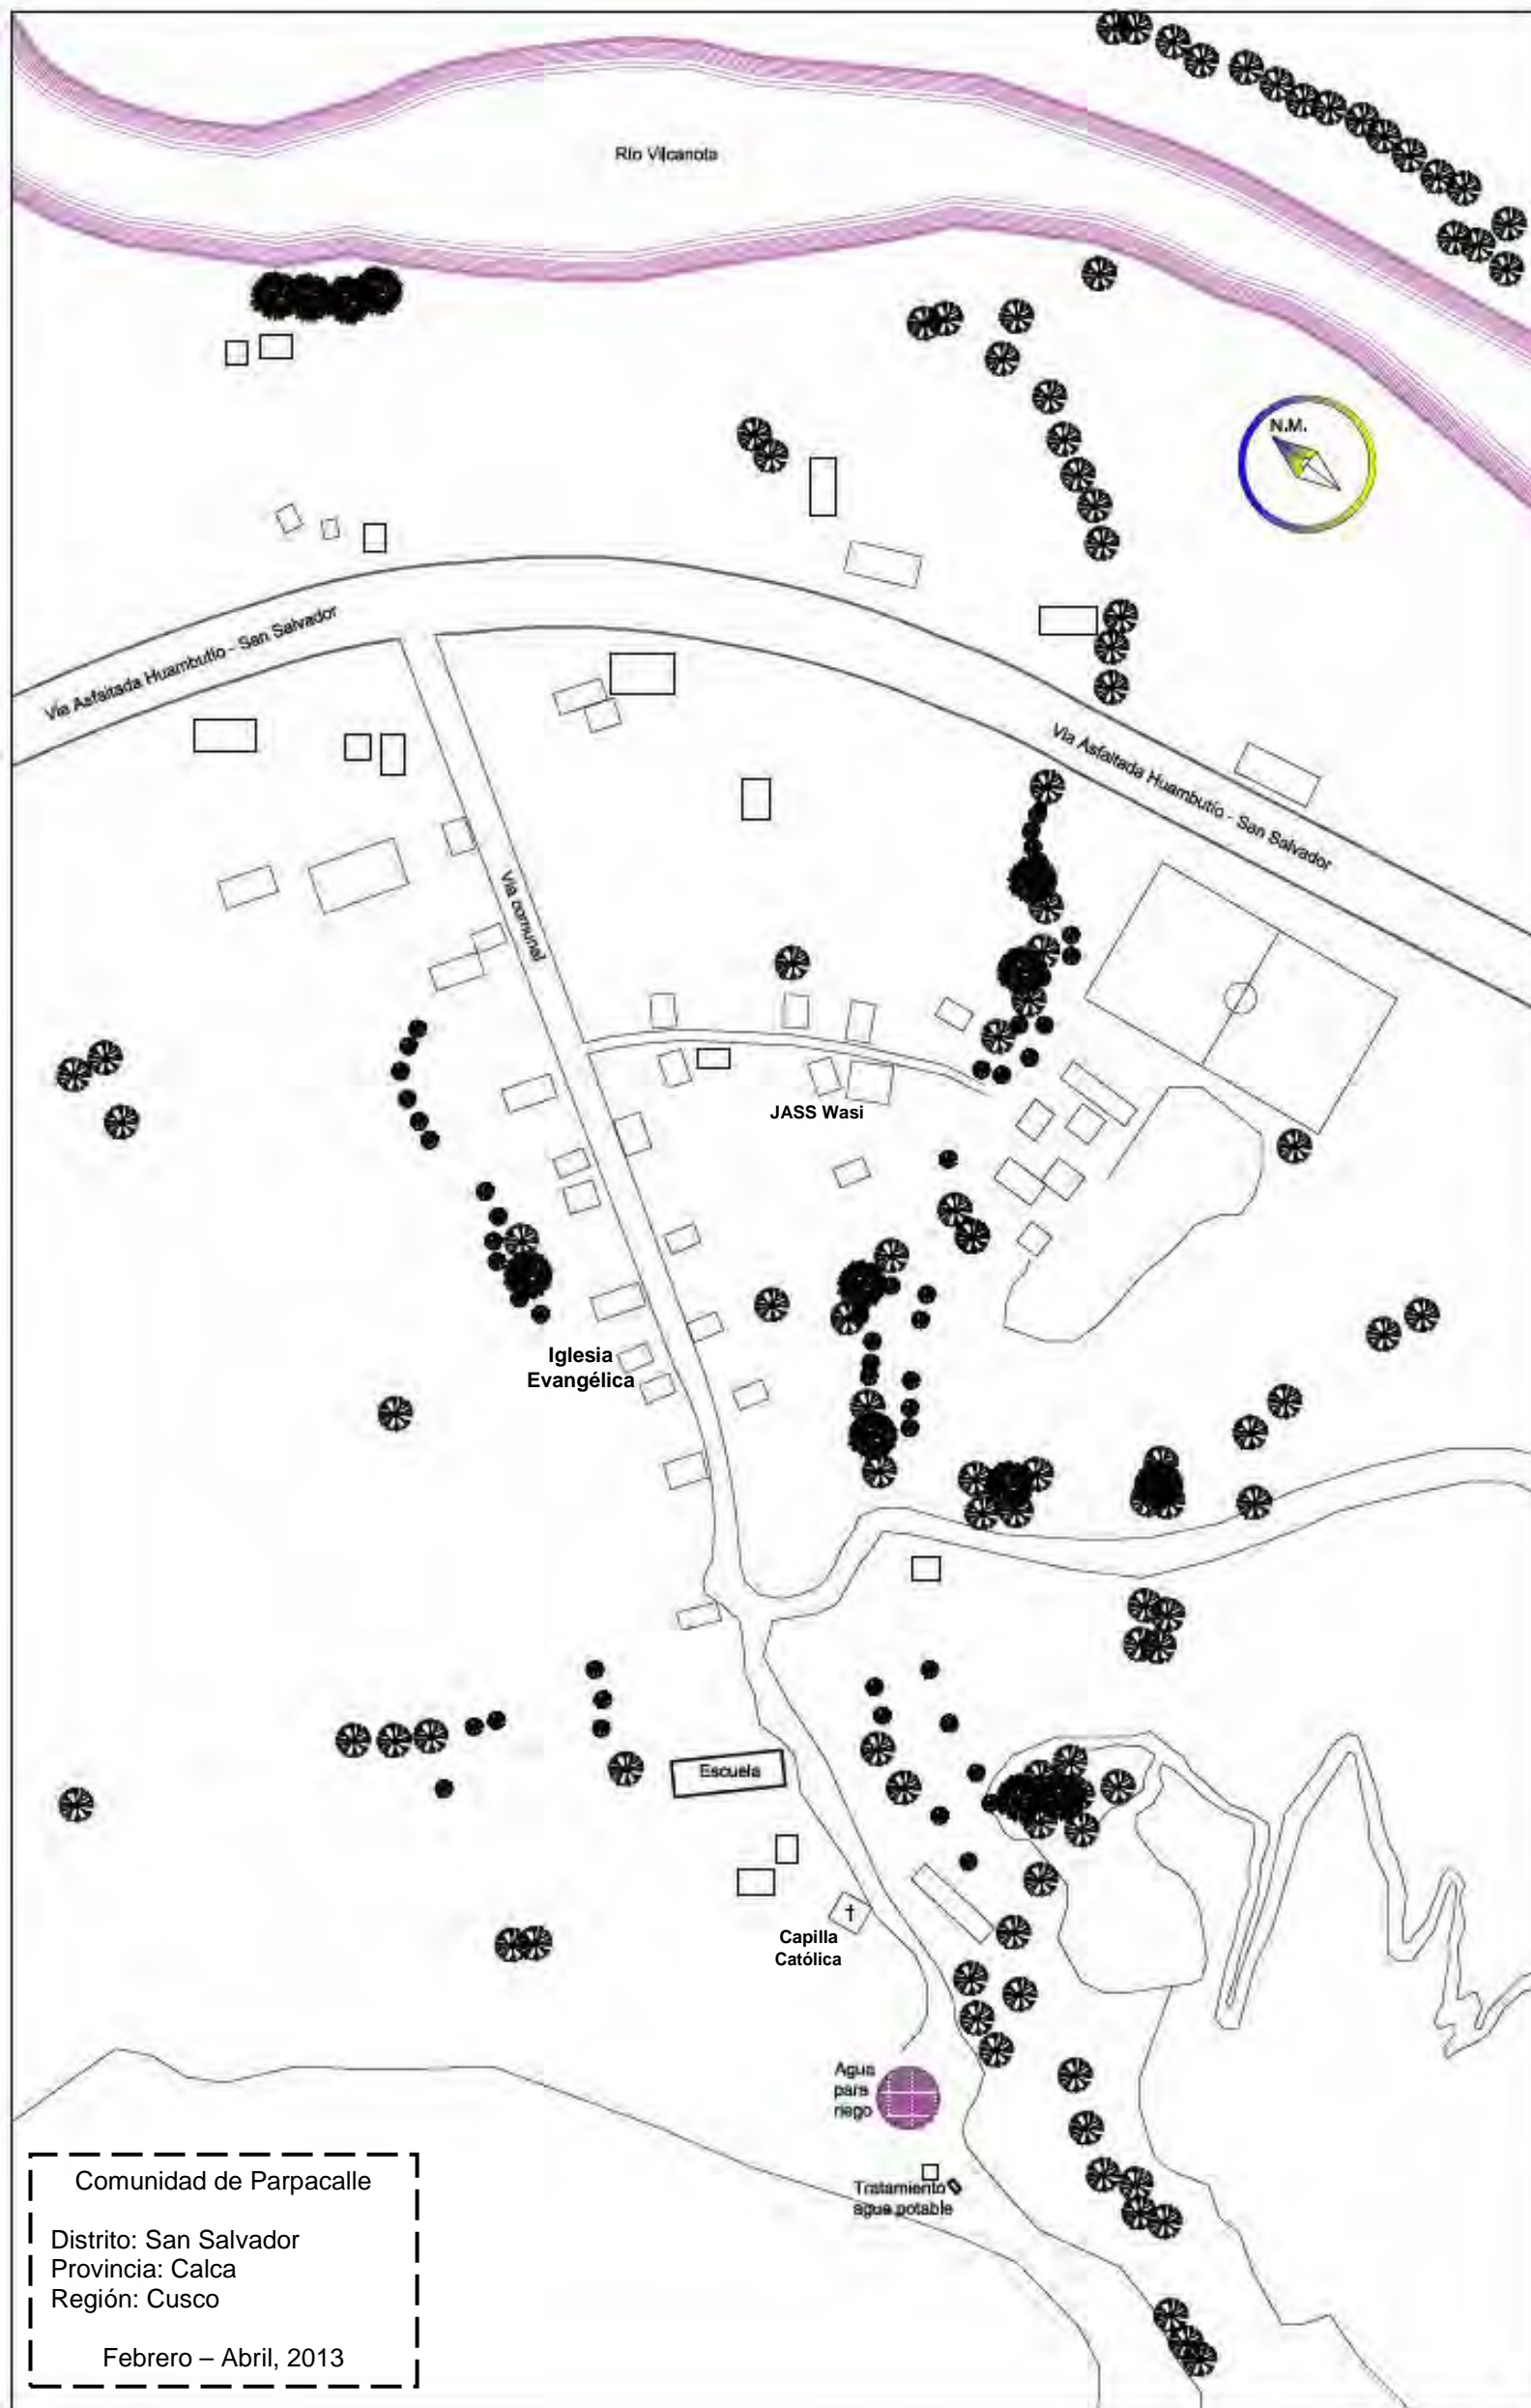 Río Vilcanota
N.M.
Vía Asfaltada Huambutío - San Salvador
Vía Asfaltada Huambutío - San Salvador
Vía comunal
JASS Wasi
Iglesia
Evangélica
Escuela
†
Capilla
Católica
Agua
para
riego
Tratamiento
agua potable
Comunidad de Parpacalle
Distrito: San Salvador
Provincia: Calca
Región: Cusco
Febrero – Abril, 2013